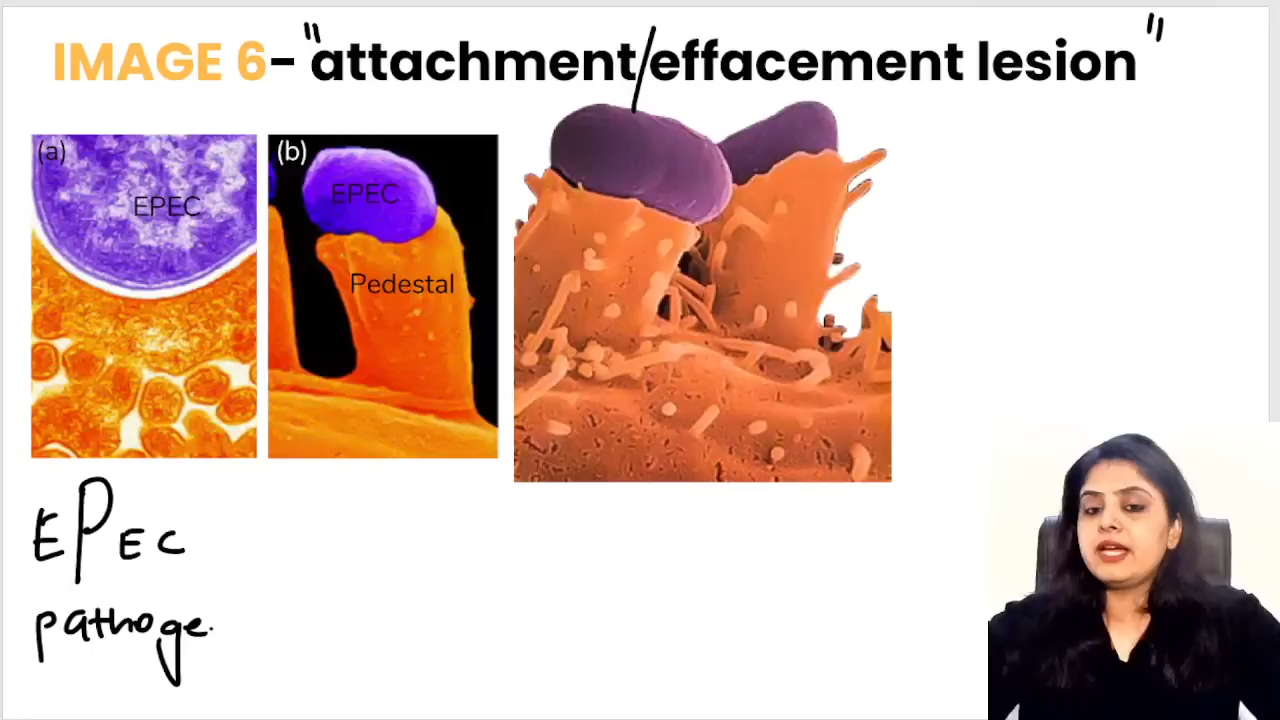 IMAGE 6- "attachment/effacement lesion"
(a)
EPEC
(b)
EPEC
Pedestal
EPEC
pathoge.